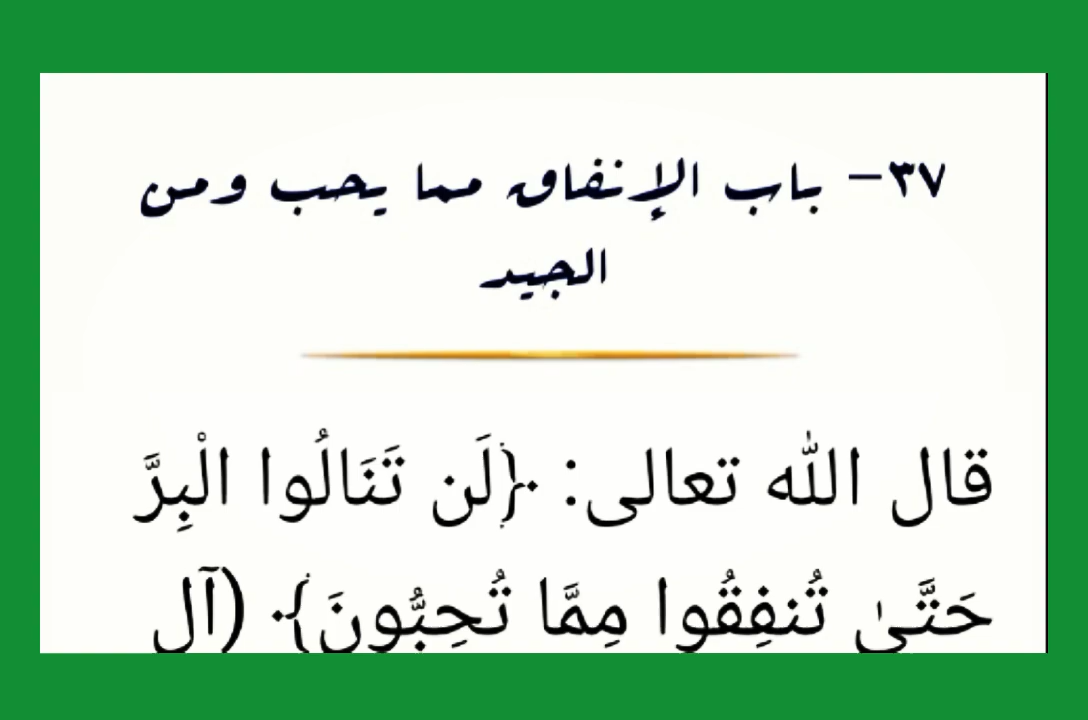 ٣٧- باب الإنفاق مما يحب ومن
الجيد
قال الله تعالى: ﴿لَن تَنَالُوا الْبِرَّ
حَتَّىٰ تُنفِقُوا مِمَّا تُحِبُّونَ﴾ (آل